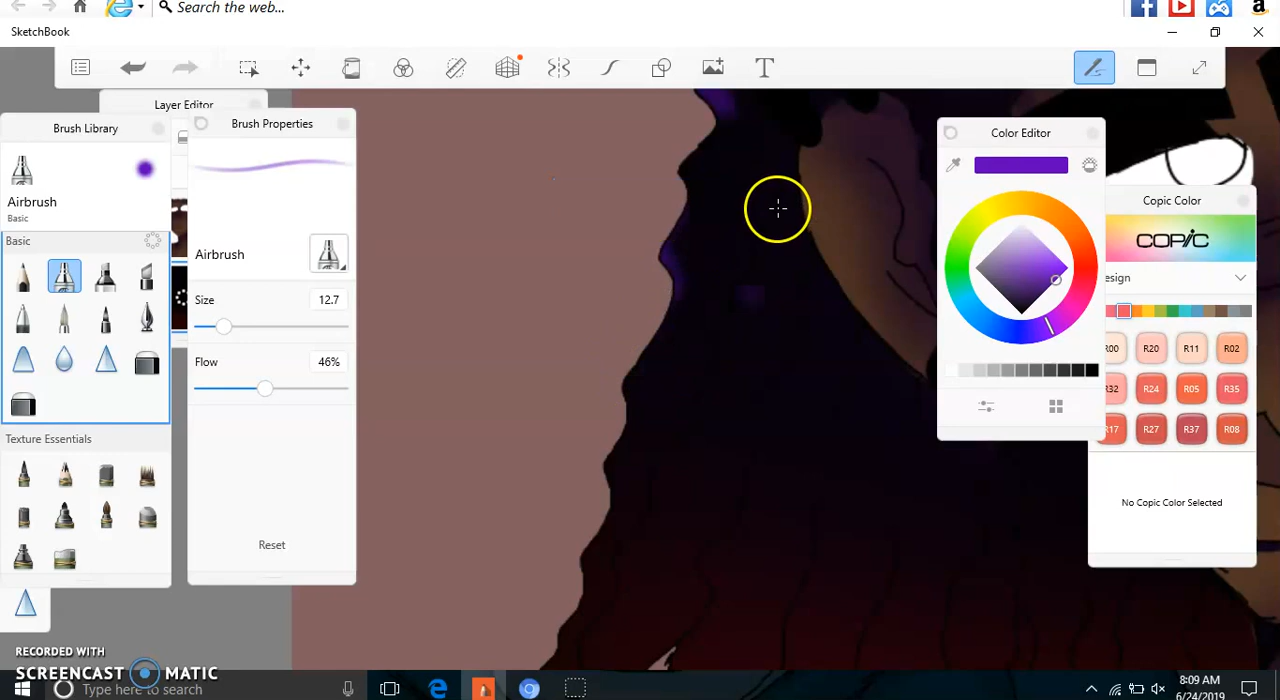 Search the web...
SketchBook
T
Layer Editor
Brush Library
Brush Properties
Color Editor
Airbrush
Basic
Copic Color
COPIC
Basic
Airbrush
esign
Size 12.7
Flow 46%
R00 R20 R11 R02
R32 R24 R05 R35
R17 R27 R37 R08
Texture Essentials
No Copic Color Selected
Reset
RECORDED WITH
SCREENCAST MATIC
Type here to search
8:09 AM
6/24/2019